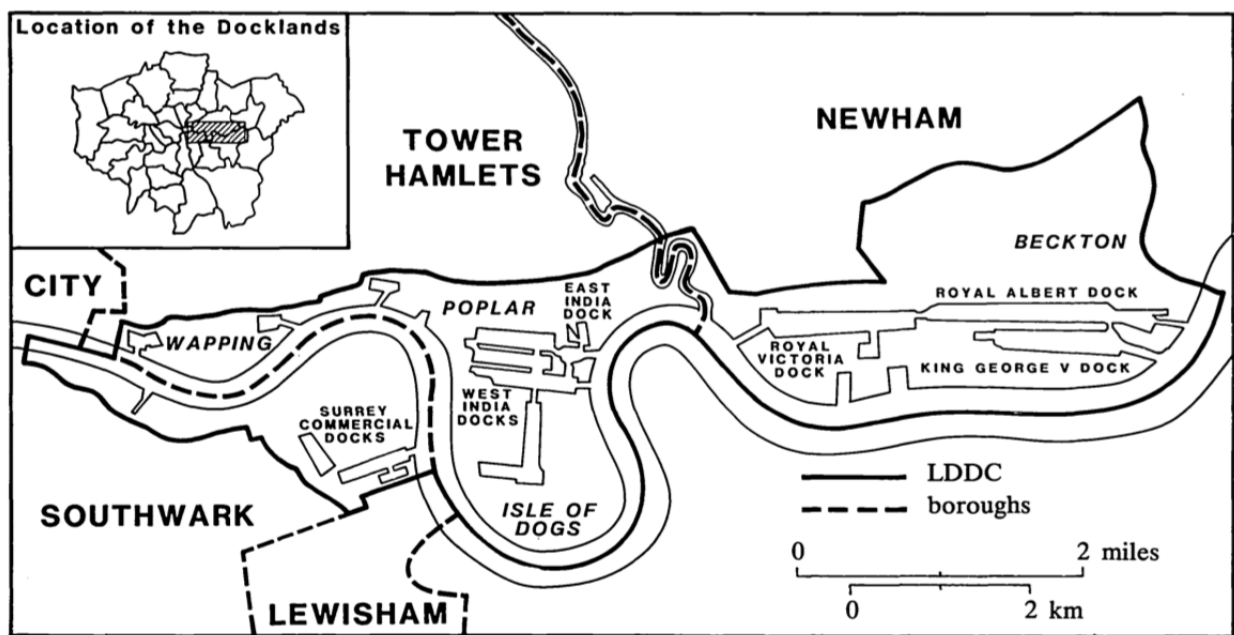 Location of the Docklands
TOWER
HAMLETS
NEWHAM
BECKTON
CITY
WAPPING
POPLAR
EAST
INDIA
DOCK
ROYAL ALBERT DOCK
ROYAL
VICTORIA
DOCK
KING GEORGE V DOCK
SURREY
COMMERCIAL
DOCKS
WEST
INDIA
DOCKS
SOUTHWARK
ISLE OF
DOGS
LEWISHAM
LDDC
boroughs
0 2 miles
0 2 km